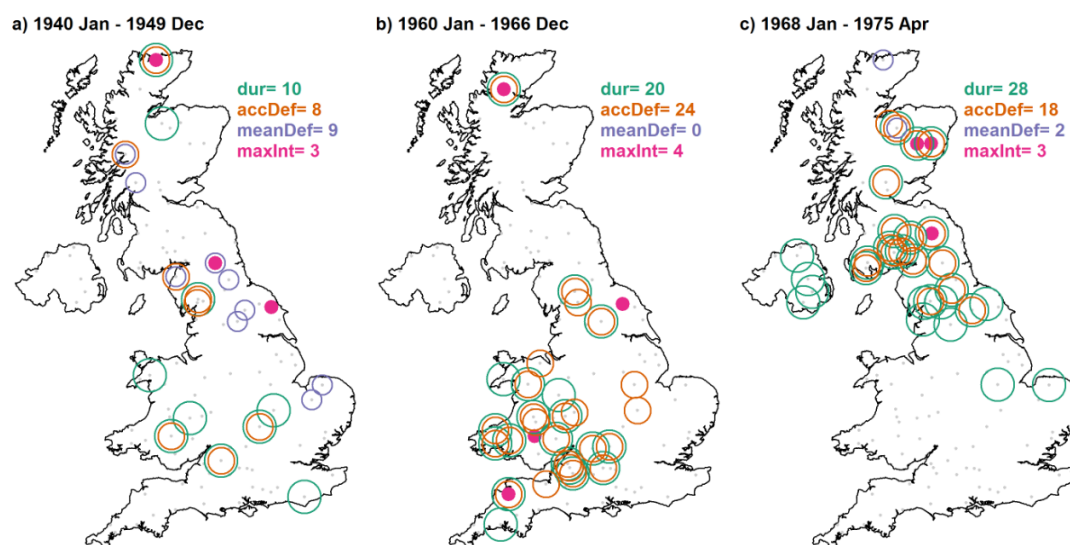 a) 1940 Jan - 1949 Dec
dur= 10
accDef= 8
meanDef= 9
maxInt= 3
b) 1960 Jan - 1966 Dec
dur= 20
accDef= 24
meanDef= 0
maxInt= 4
c) 1968 Jan - 1975 Apr
dur= 28
accDef= 18
meanDef= 2
maxInt= 3